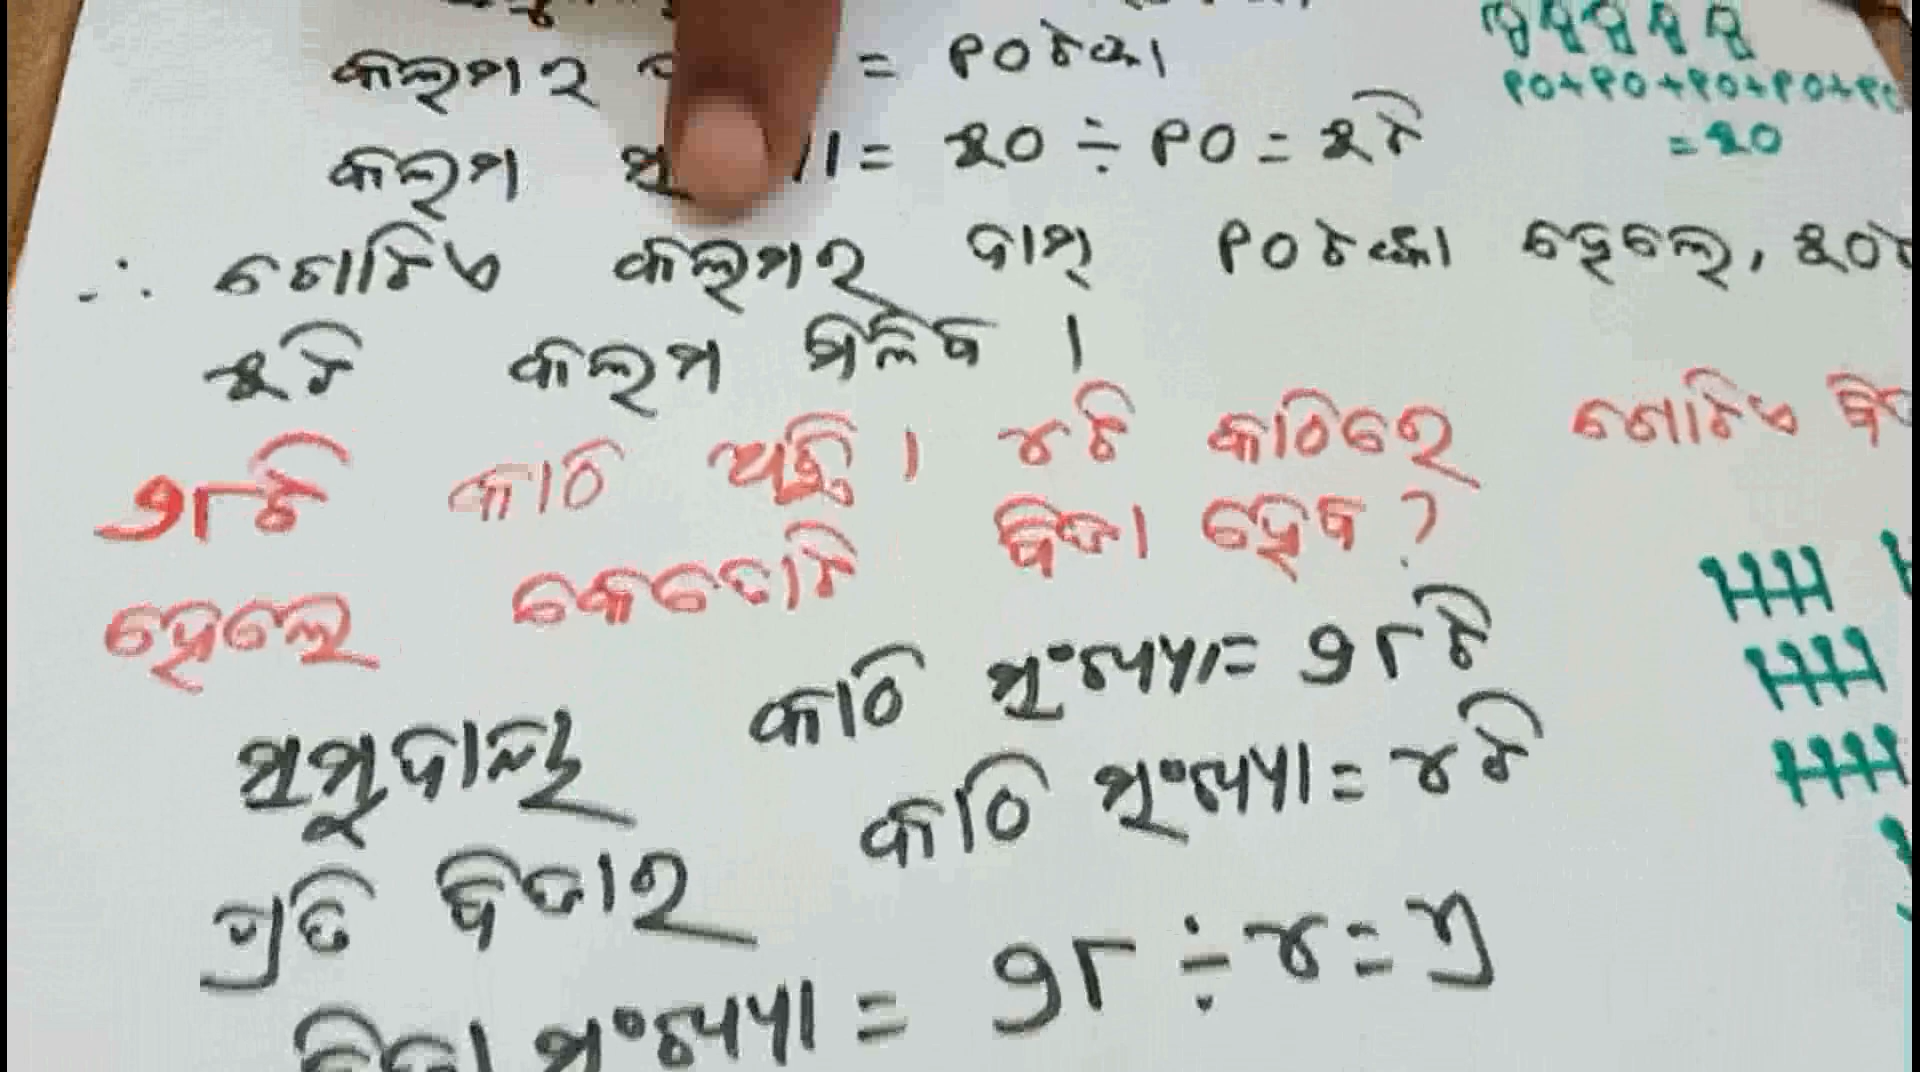 କଲମର = ୧୦ଟଙ୍କା
କଲମ = ୫୦ ÷ ୧୦ = ୫ଟି
∴ ଗୋଟିଏ କଲମର ଦାମ୍ ୧୦ଟଙ୍କା ହେଲେ, ୫୦
୫ଟି କଲମ ମିଳିବ ।
୨୮ଟି କାଠି ଅଛି । ୪ଟି କାଠିରେ ଗୋଟିଏ
ହେଲେ କେତୋଟି ବିଡା ହେବ ?
ସମୁଦାୟ କାଠି ସଂଖ୍ୟା = ୨୮ଟି
ପ୍ରତି ବିଡାର କାଠି ସଂଖ୍ୟା = ୪ଟି
ବିଡା ସଂଖ୍ୟା = ୨୮ ÷ ୪ = ୭
୧୦+୧୦+୧୦+୧୦+୧୦
= ୫୦